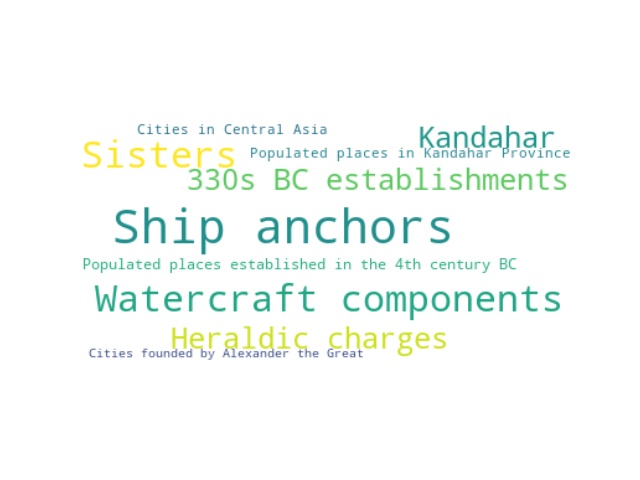 Cities in Central Asia
Kandahar
Sisters
Populated places in Kandahar Province
330s BC establishments
Ship anchors
Populated places established in the 4th century BC
Watercraft components
Heraldic charges
Cities founded by Alexander the Great